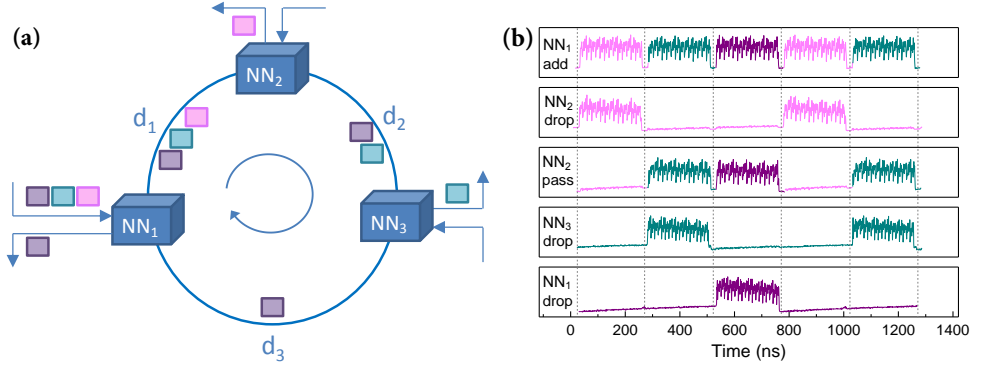 (a)
NN₂
d₁
d₂
NN₁
NN₃
d₃
(b)
NN₁
add
NN₂
drop
NN₂
pass
NN₃
drop
NN₁
drop
0 200 400 600 800 1000 1200 1400
Time (ns)